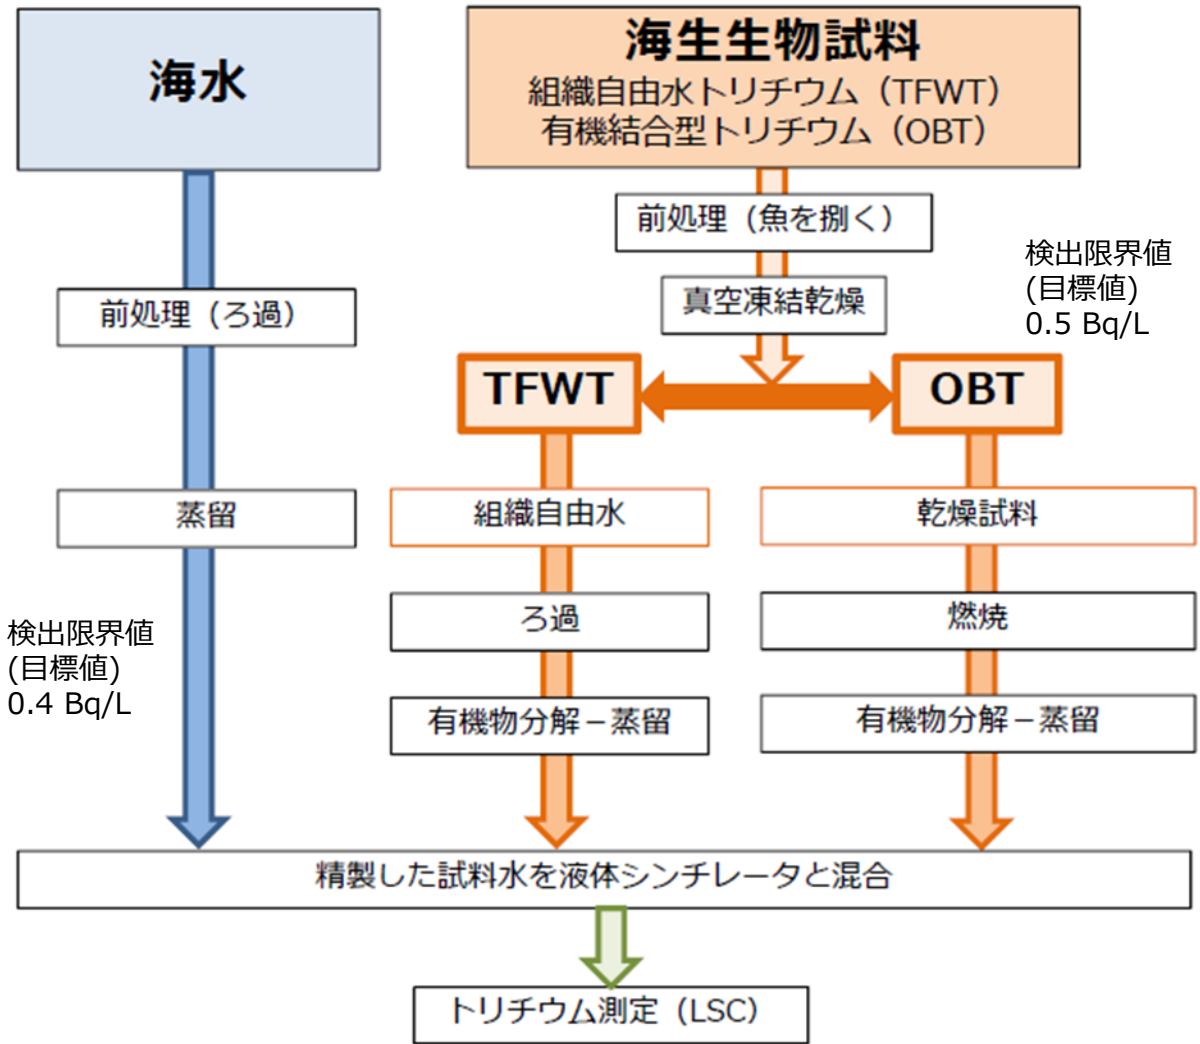 海水
前処理（ろ過）
蒸留
検出限界値
(目標値)
0.4 Bq/L
海生生物試料
組織自由水トリチウム（TFWT）
有機結合型トリチウム（OBT）
前処理（魚を捌く）
真空凍結乾燥
検出限界値
(目標値)
0.5 Bq/L
TFWT
組織自由水
ろ過
有機物分解－蒸留
OBT
乾燥試料
燃焼
有機物分解－蒸留
精製した試料水を液体シンチレータと混合
トリチウム測定（LSC）